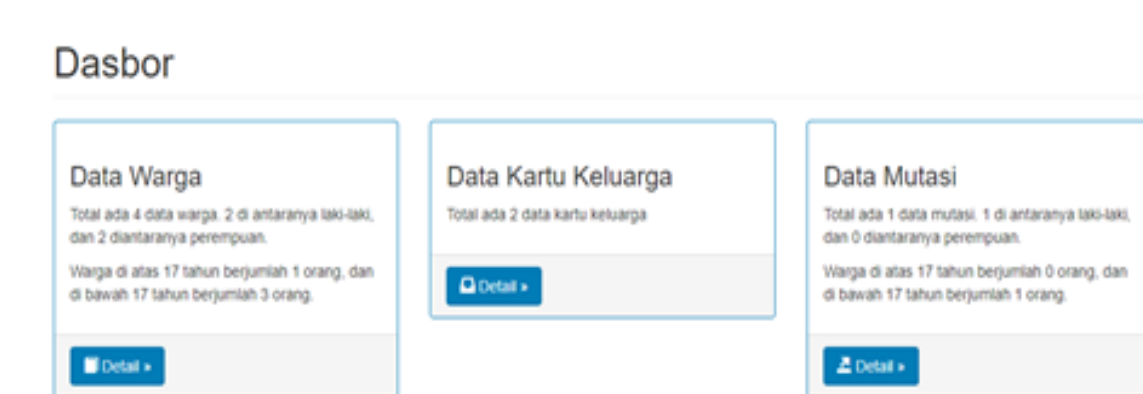 Dasbor
Data Warga
Total ada 4 data warga. 2 di antaranya laki-laki,
dan 2 diantaranya perempuan.
Warga di atas 17 tahun berjumlah 1 orang, dan
di bawah 17 tahun berjumlah 3 orang.
Detail »
Data Kartu Keluarga
Total ada 2 data kartu keluarga
Detail »
Data Mutasi
Total ada 1 data mutasi. 1 di antaranya laki-laki,
dan 0 diantaranya perempuan.
Warga di atas 17 tahun berjumlah 0 orang, dan
di bawah 17 tahun berjumlah 1 orang.
Detail »